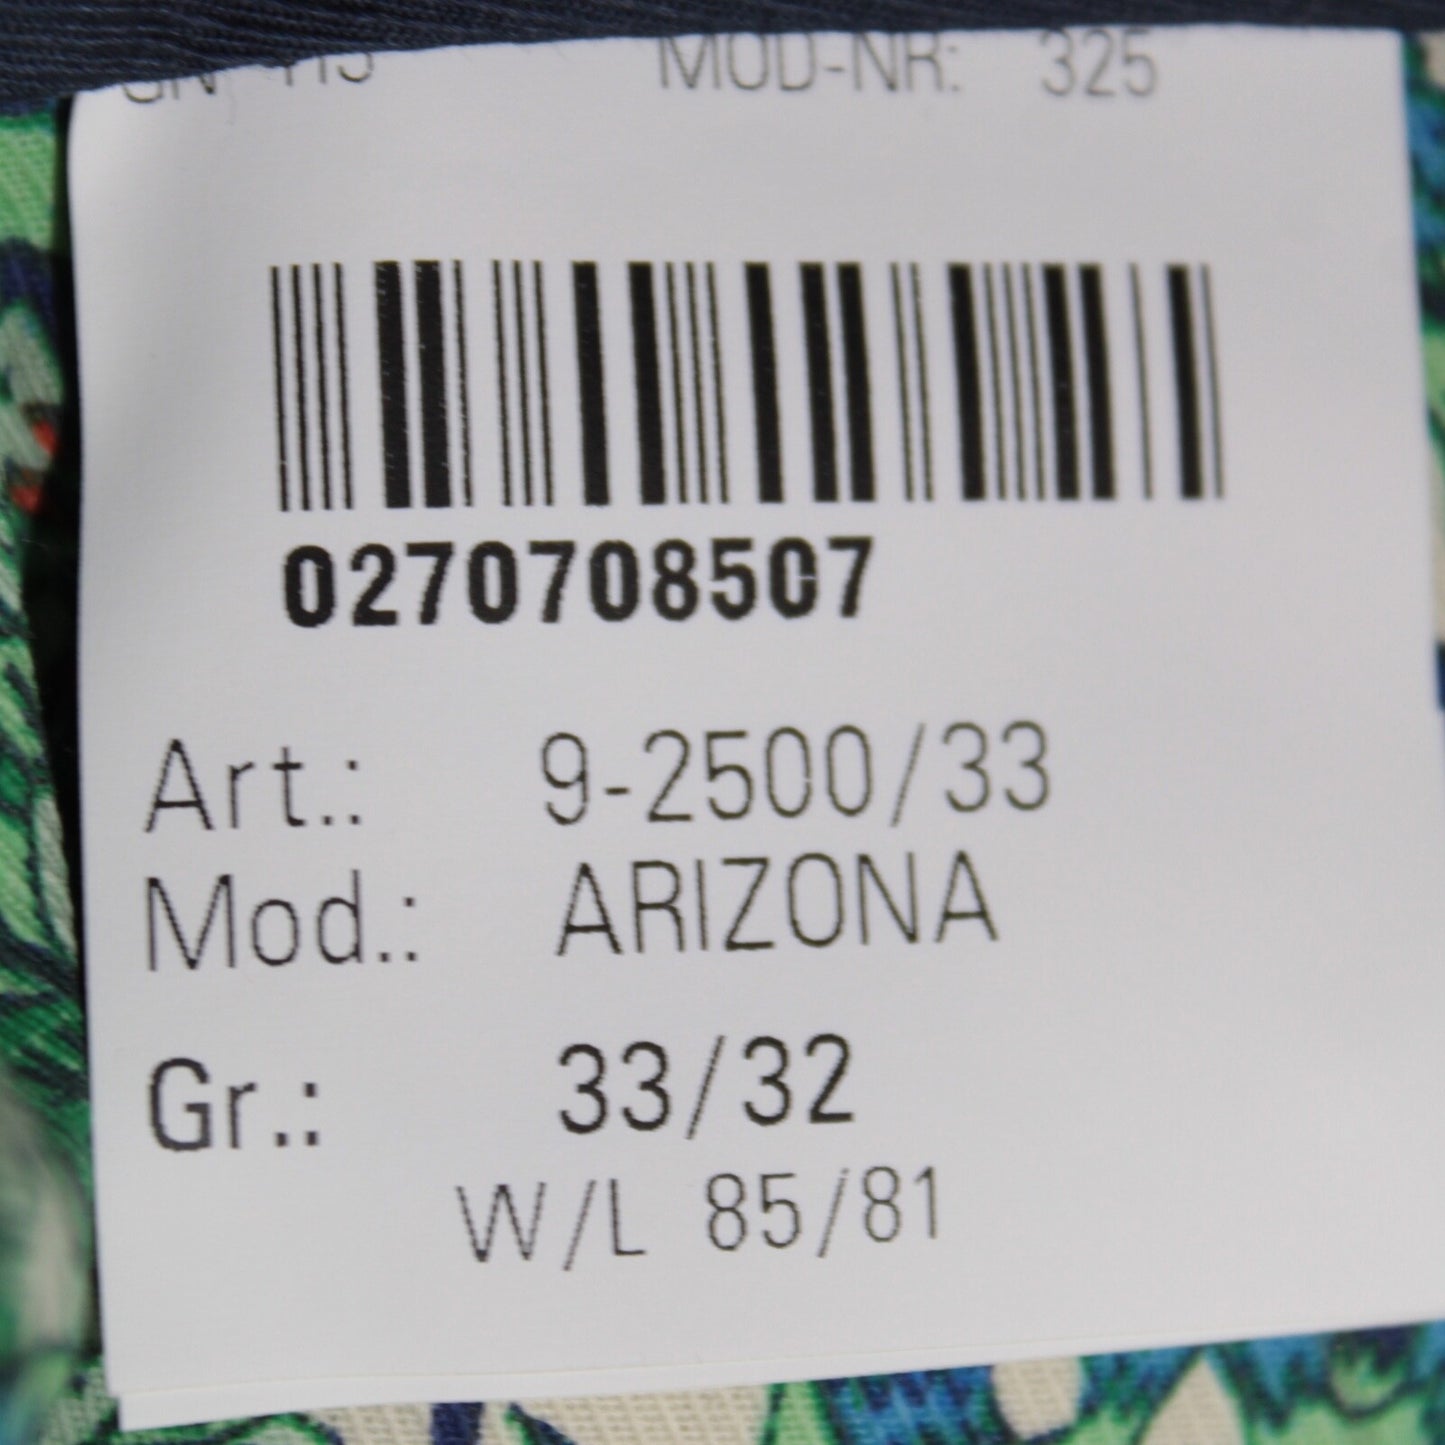 MOD-NR: 325
0270708507
Art.: 9-2500/33
Mod.: ARIZONA
Gr.: 33/32
W/L 85/81